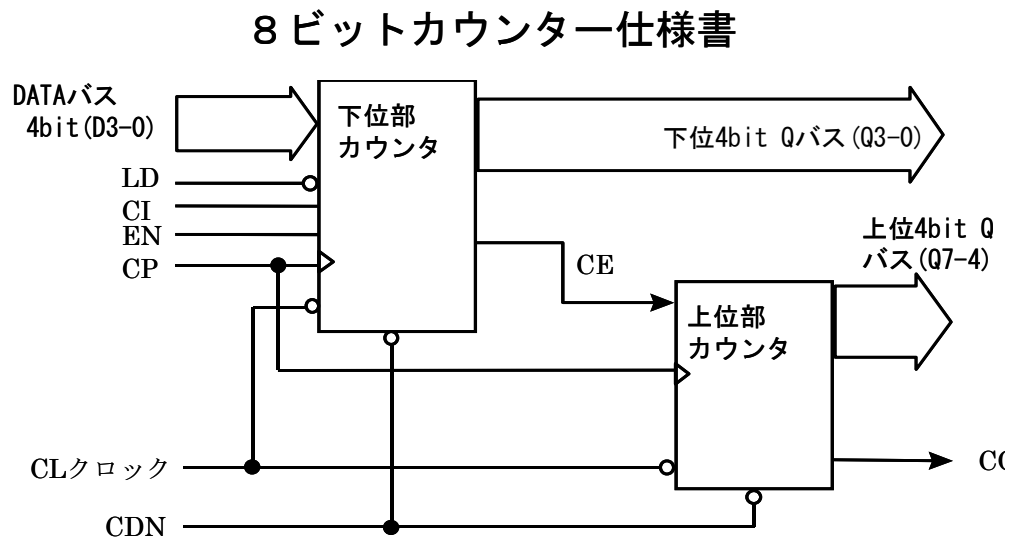 ８ビットカウンター仕様書
DATAバス
4bit(D3-0)
下位部
カウンタ
下位4bit Qバス(Q3-0)
LD
CI
EN
CP
CE
上位4bit Q
バス(Q7-4)
上位部
カウンタ
CLクロック
CDN